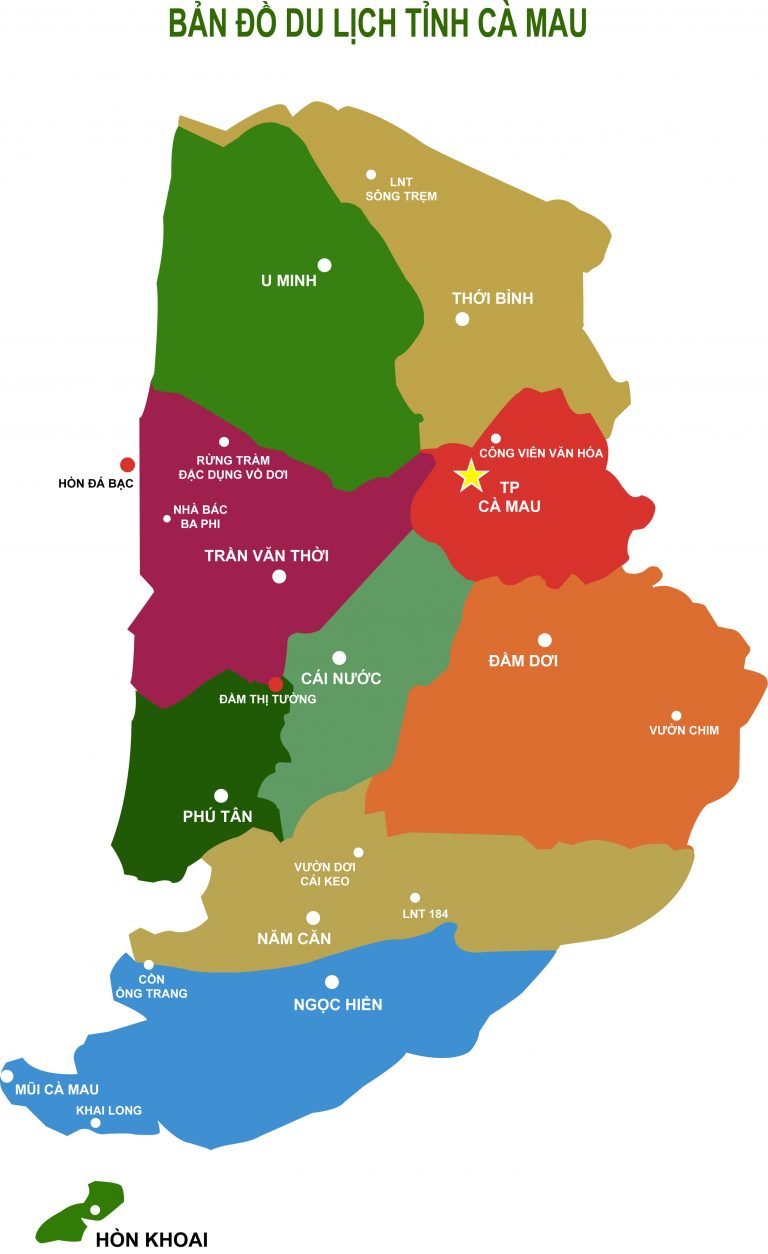 BẢN ĐỒ DU LỊCH TỈNH CÀ MAU
LNT
SÔNG TRẸM
U MINH
THỚI BÌNH
CÔNG VIÊN VĂN HÓA
RỪNG TRÀM
ĐẶC DỤNG VỒ DƠI
HÒN ĐÁ BẠC
TP
CÀ MAU
NHÀ BÁC
BA PHI
TRẦN VĂN THỜI
ĐẦM DƠI
CÁI NƯỚC
ĐẦM THỊ TƯỜNG
VƯỜN CHIM
PHÚ TÂN
VƯỜN DƠI
CÁI KEO
LNT 184
NĂM CĂN
CỒN
ÔNG TRANG
NGỌC HIỂN
MŨI CÀ MAU
KHAI LONG
HÒN KHOAI